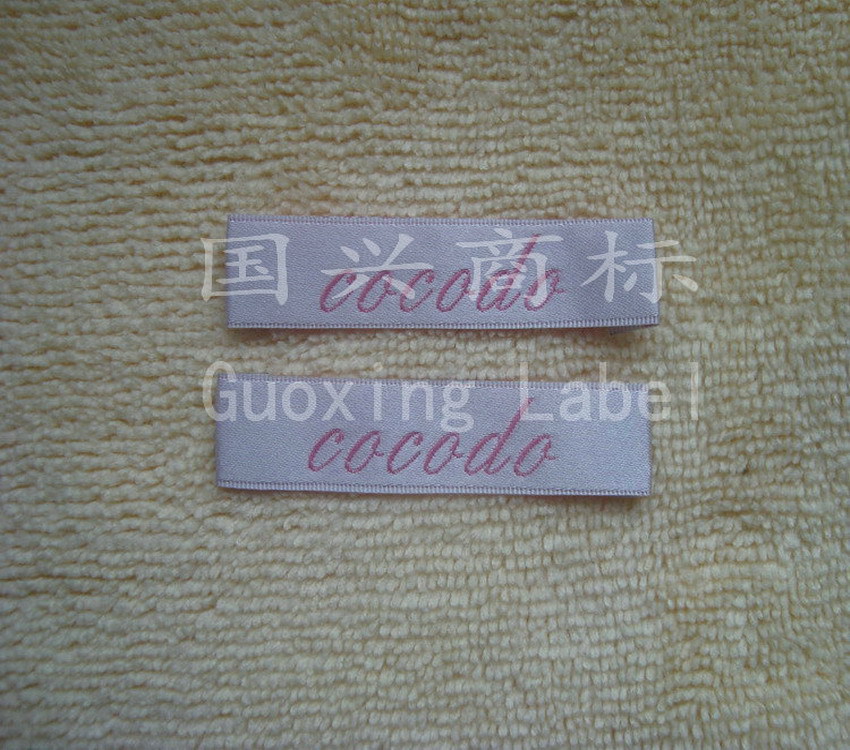 国兴商标
cocodo
Guoxing Label
cocodo